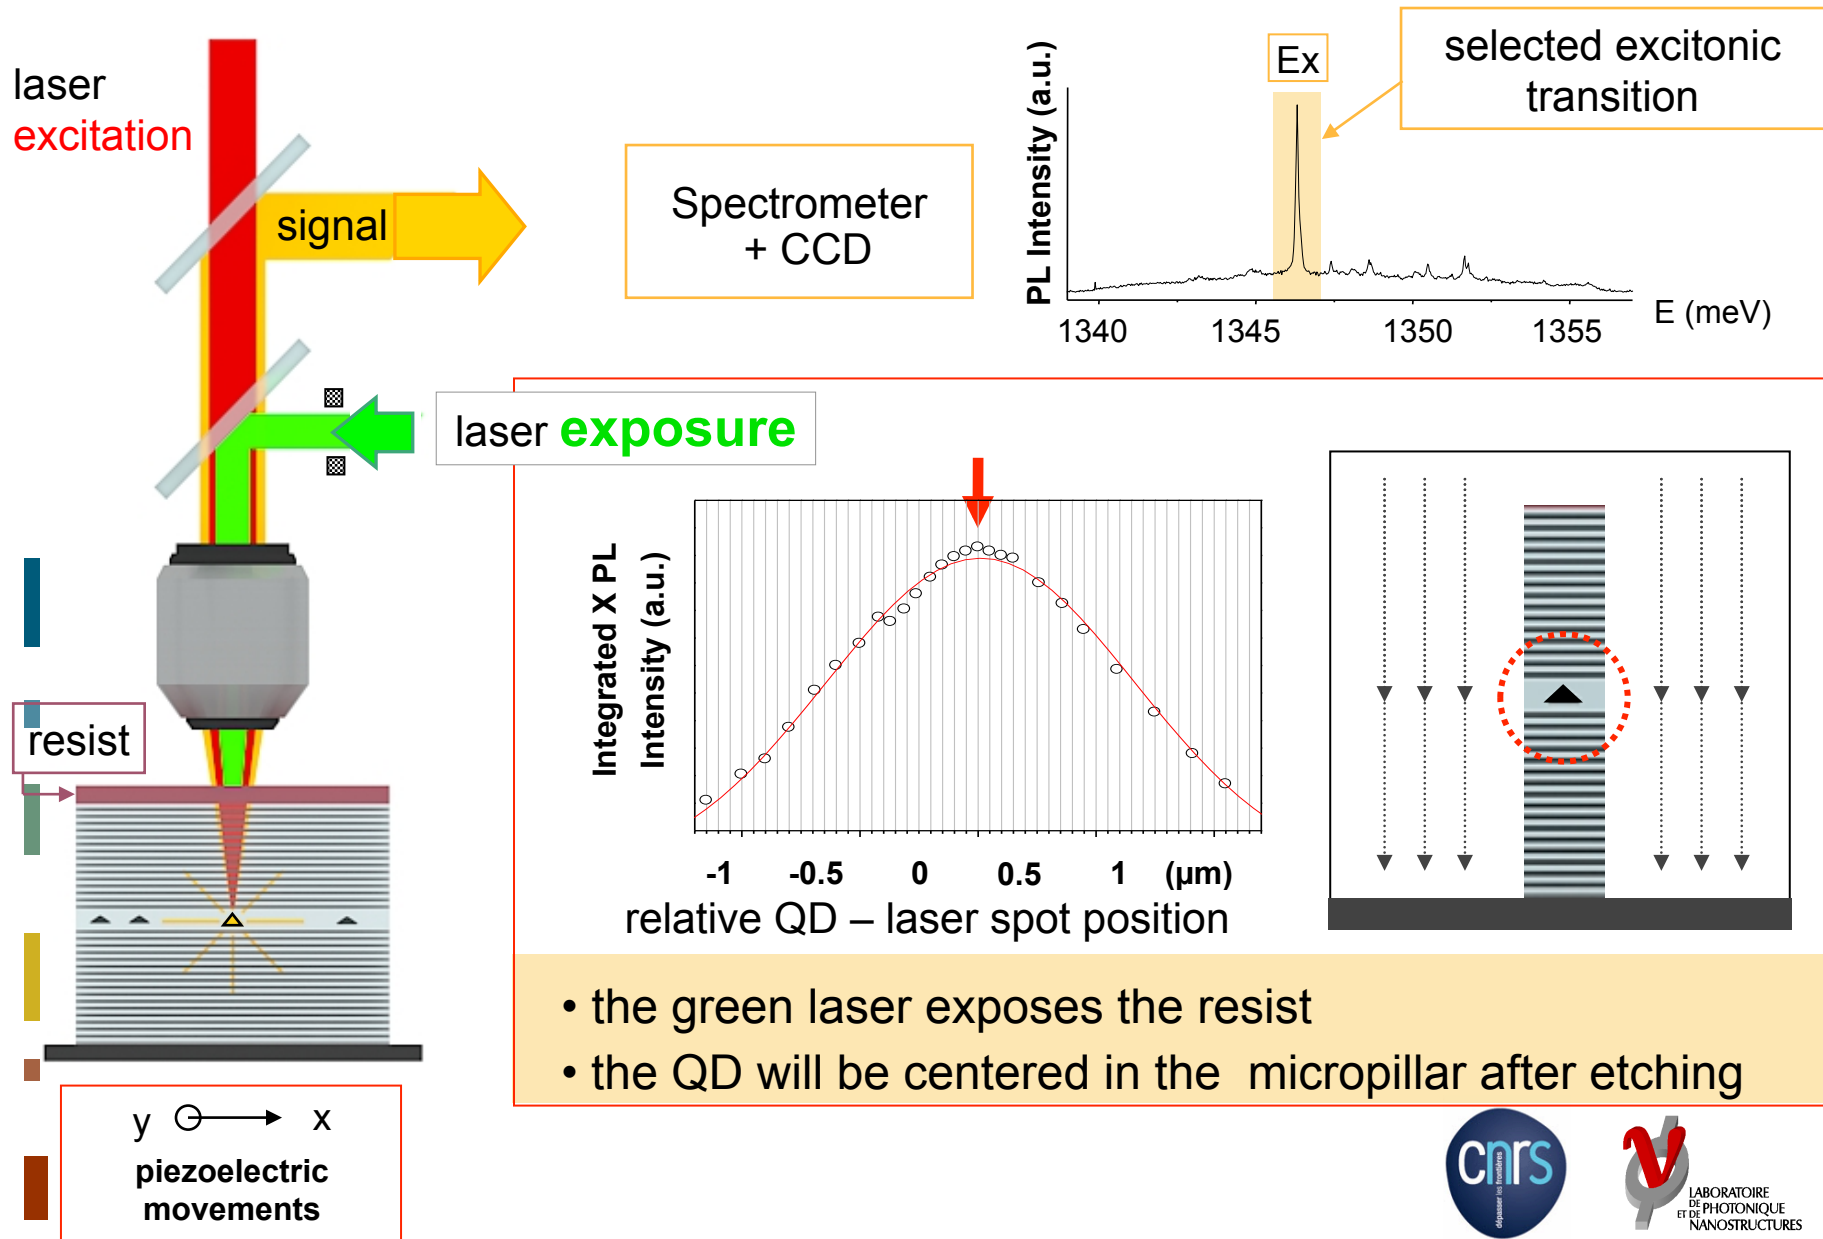 laser
excitation
signal
Spectrometer
+ CCD
Ex
selected excitonic
transition
PL Intensity (a.u.)
1340 1345 1350 1355 E (meV)
laser exposure
resist
Integrated X PL
Intensity (a.u.)
-1 -0.5 0 0.5 1 (µm)
relative QD – laser spot position
• the green laser exposes the resist
• the QD will be centered in the micropillar after etching
y x
piezoelectric
movements
cnrs
dépasser les frontières
LABORATOIRE
DE PHOTONIQUE
ET DE NANOSTRUCTURES